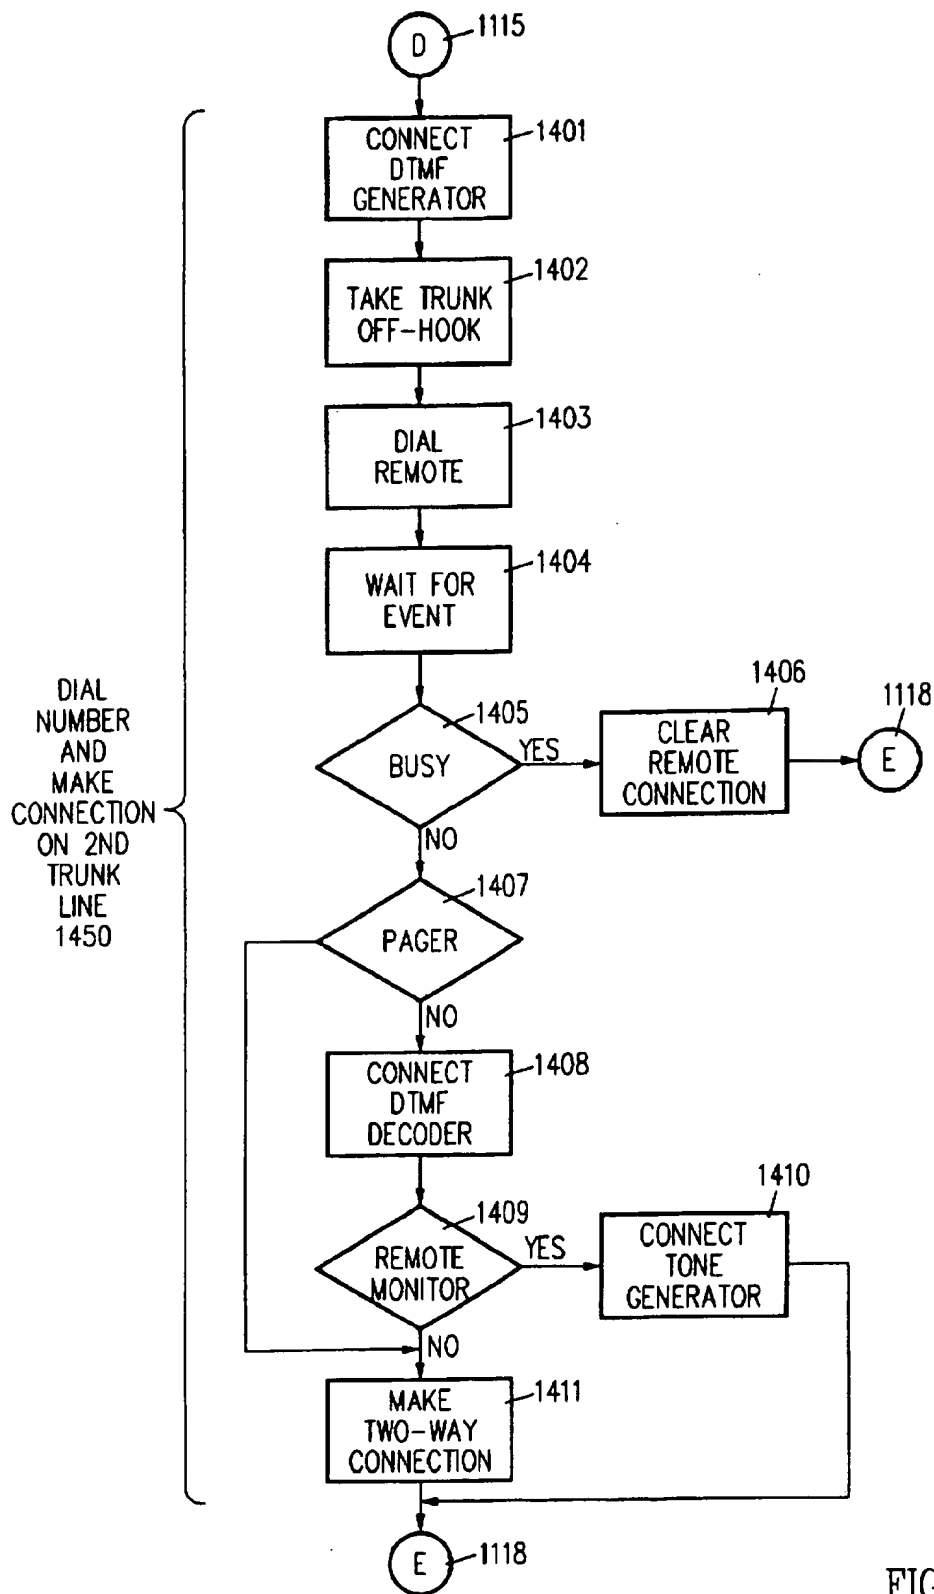 D
1115
1401
CONNECT
DTMF
GENERATOR
1402
TAKE TRUNK
OFF-HOOK
1403
DIAL
REMOTE
1404
WAIT FOR
EVENT
DIAL
NUMBER
AND
MAKE
CONNECTION
ON 2ND
TRUNK
LINE
1450
1405
BUSY
YES
NO
1406
CLEAR
REMOTE
CONNECTION
1118
E
1407
PAGER
NO
1408
CONNECT
DTMF
DECODER
1409
REMOTE
MONITOR
YES
NO
1410
CONNECT
TONE
GENERATOR
1411
MAKE
TWO-WAY
CONNECTION
E
1118
FIG